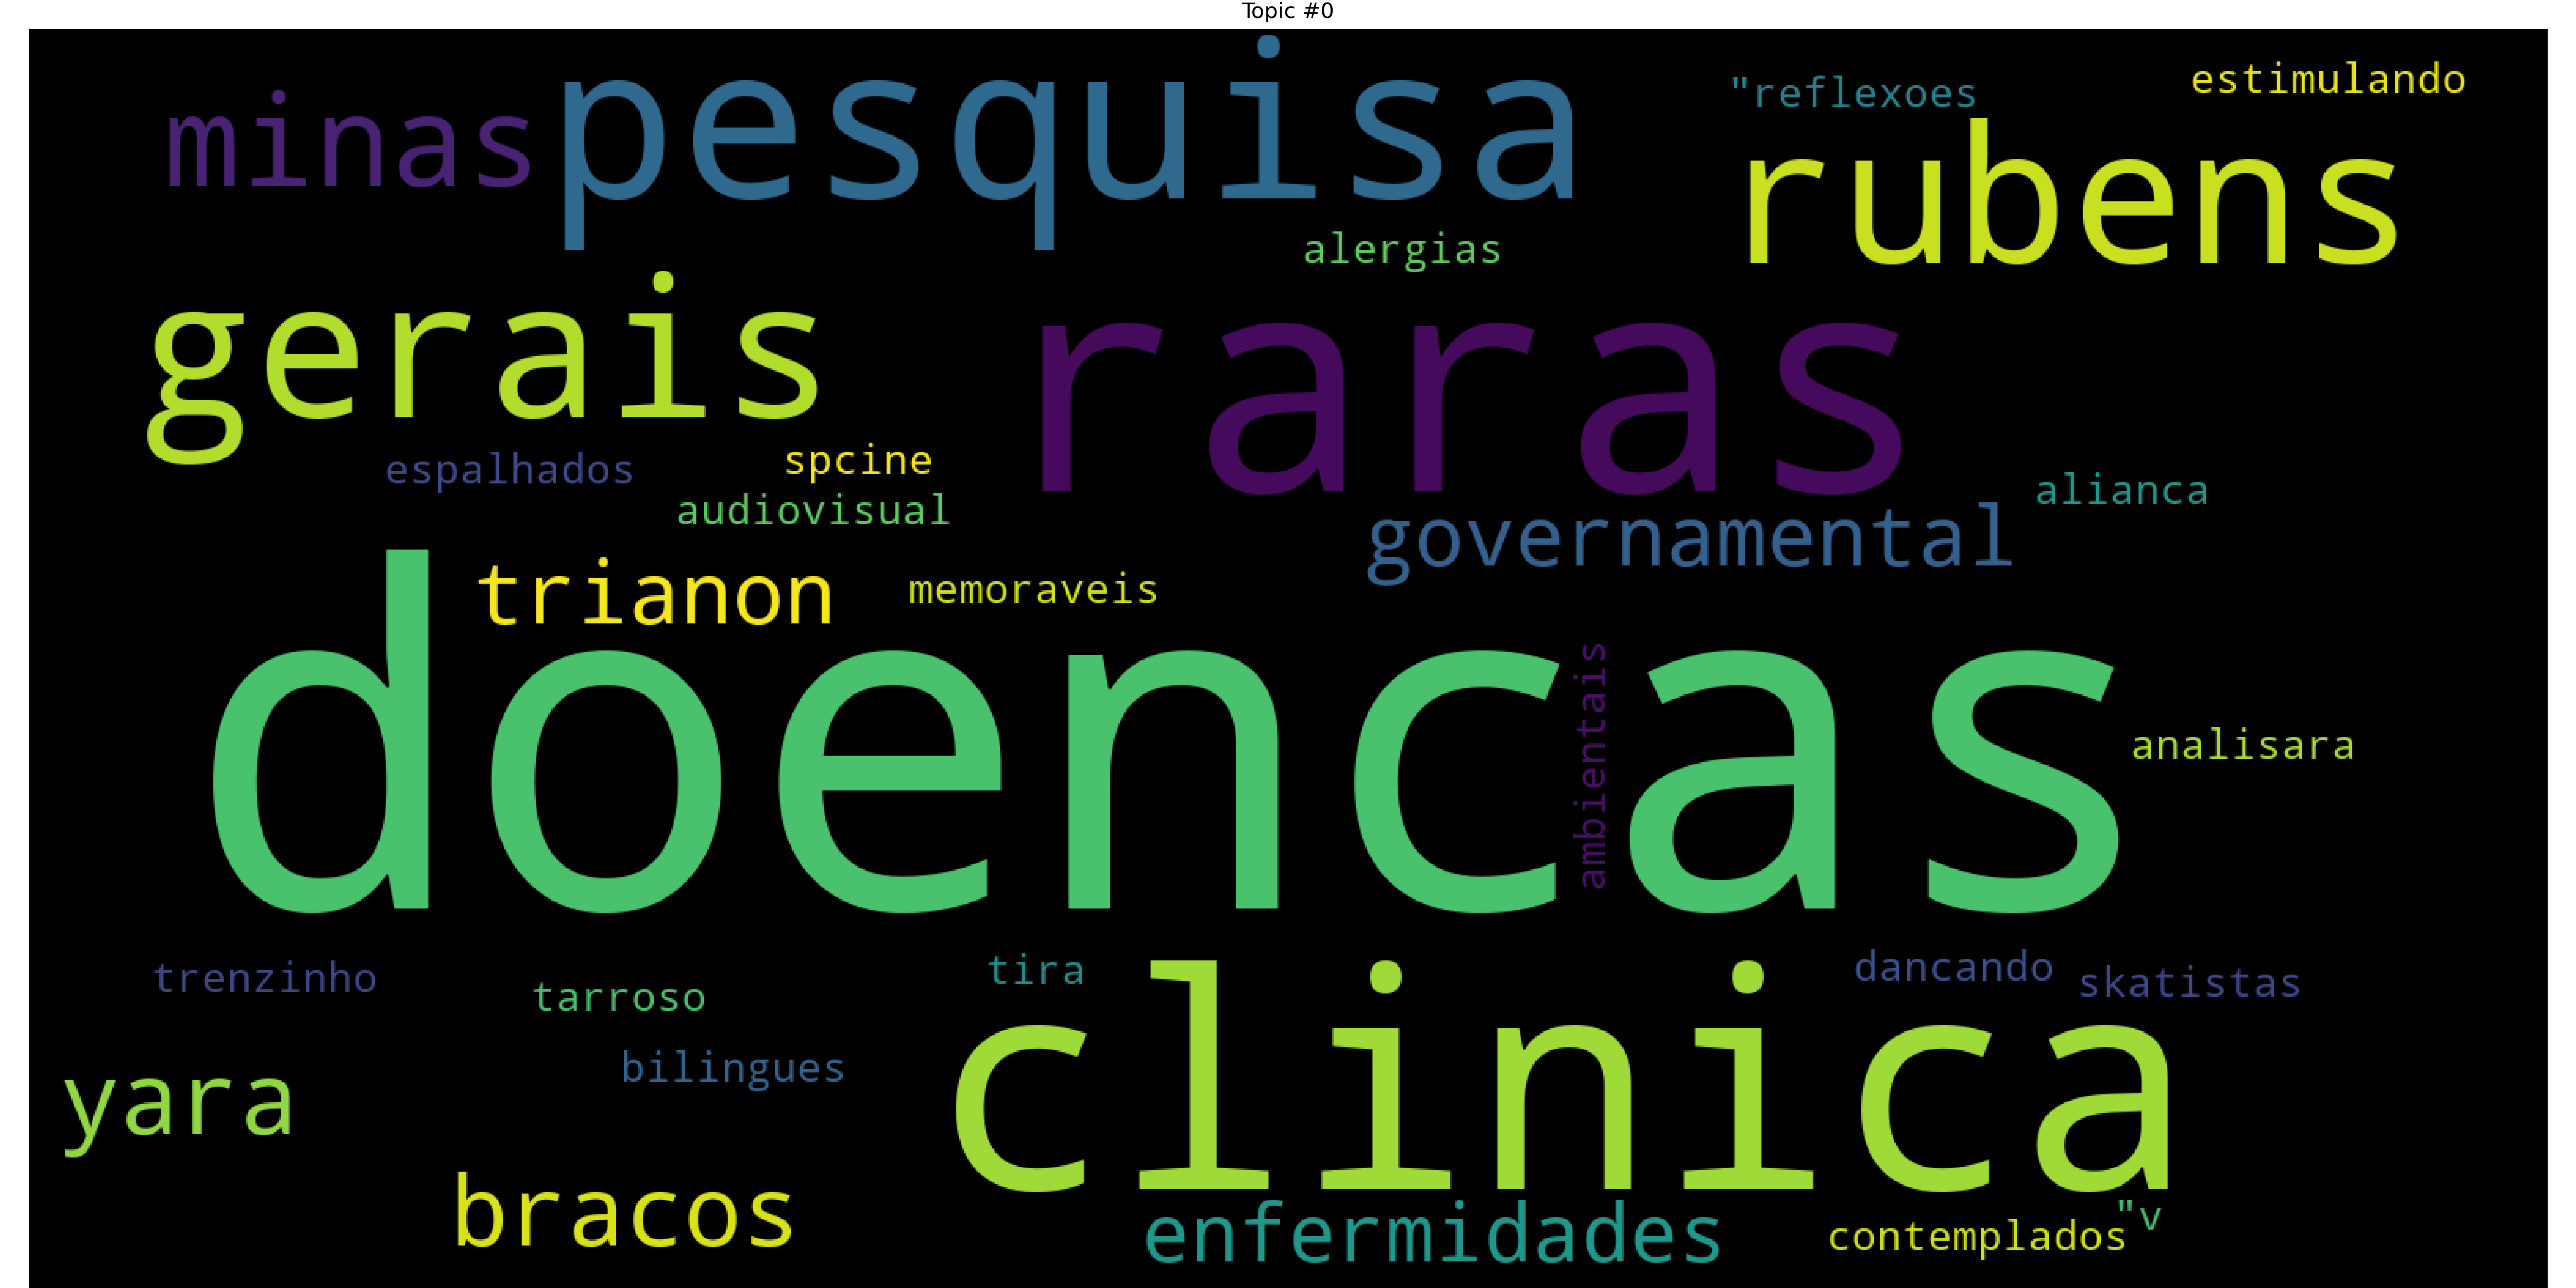 Topic #0
minas
pesquisa
"reflexoes
estimulando
rubens
alergias
gerais
raras
espalhados
spcine
audiovisual
alianca
governamental
trianon
memoraveis
doencas
ambientais
analisara
trenzinho
tarroso
tira
dancando
skatistas
clinica
yara
bilingues
bracos
enfermidades
contemplados
"v